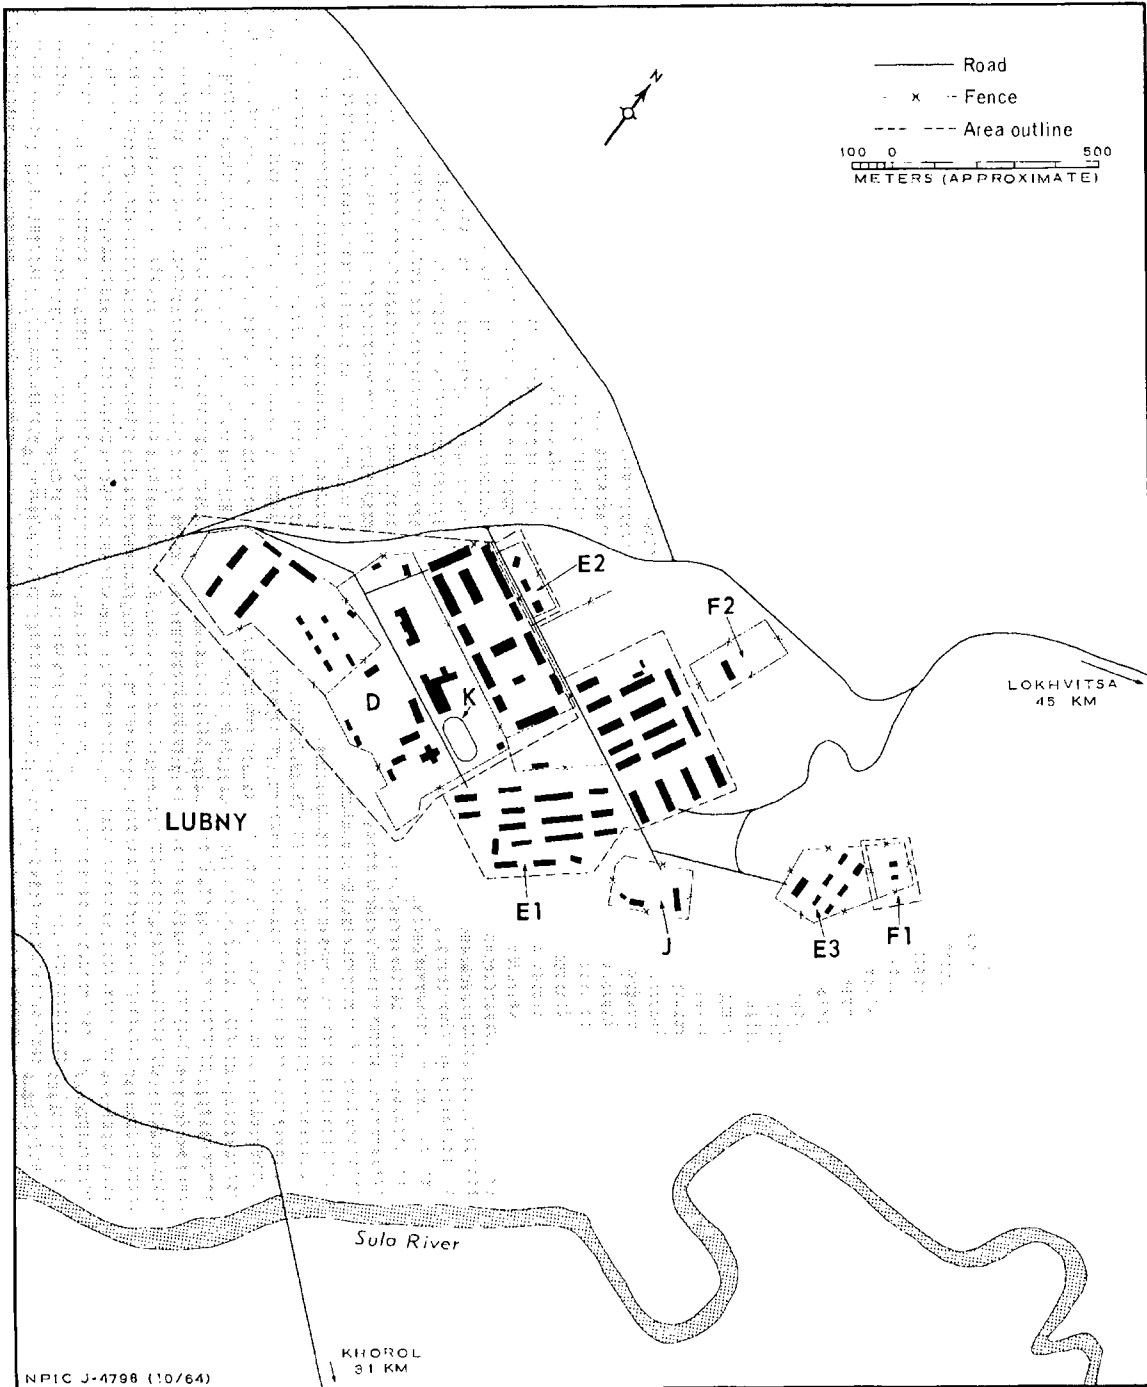 N
Road
Fence
Area outline
100 0 500
METERS (APPROXIMATE)
E2
F2
LOKHVITSA
45 KM
D
K
LUBNY
E1
J
E3
F1
Sula River
KHOROL
31 KM
NPIC J-4798 (10/64)